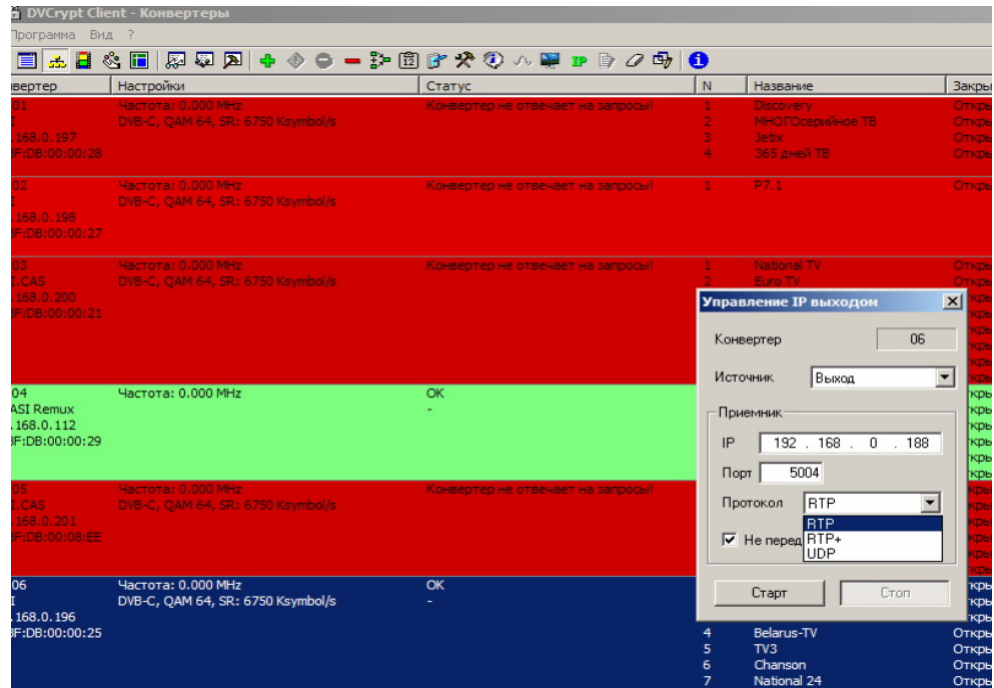 DVCrypt Client - Конвертеры
Программа Вид ?
IP
Настройки Статус N Название
01 Частота: 0.000 MHz Конвертер не отвечает на запросы! 1 Discovery
DVB-C, QAM 64, SR: 6750 Ksymbol/s 2 МНОГОсерийное ТВ
.168.0.197 3 Jetix
:DB:00:00:28 4 365 дней ТВ
02 Частота: 0.000 MHz Конвертер не отвечает на запросы! 1 P7.1
DVB-C, QAM 64, SR: 6750 Ksymbol/s
.168.0.198
:DB:00:00:27
03 Частота: 0.000 MHz Конвертер не отвечает на запросы! 1 National TV
.CAS DVB-C, QAM 64, SR: 6750 Ksymbol/s 2 Euro TV
.168.0.200
:DB:00:00:21
04 Частота: 0.000 MHz OK
ASI Remux -
.168.0.112
:DB:00:00:29
05 Частота: 0.000 MHz Конвертер не отвечает на запросы!
.CAS DVB-C, QAM 64, SR: 6750 Ksymbol/s
.168.0.201
:DB:00:08:EE
06 Частота: 0.000 MHz OK
DVB-C, QAM 64, SR: 6750 Ksymbol/s -
.168.0.196
:DB:00:00:25 4 Belarus-TV
5 TV3
6 Chanson
7 National 24
Управление IP выходом
Конвертер 06
Источник Выход
Приемник
IP 192 . 168 . 0 . 188
Порт 5004
Протокол RTP
RTP
Не перед RTP+
UDP
Старт Стоп